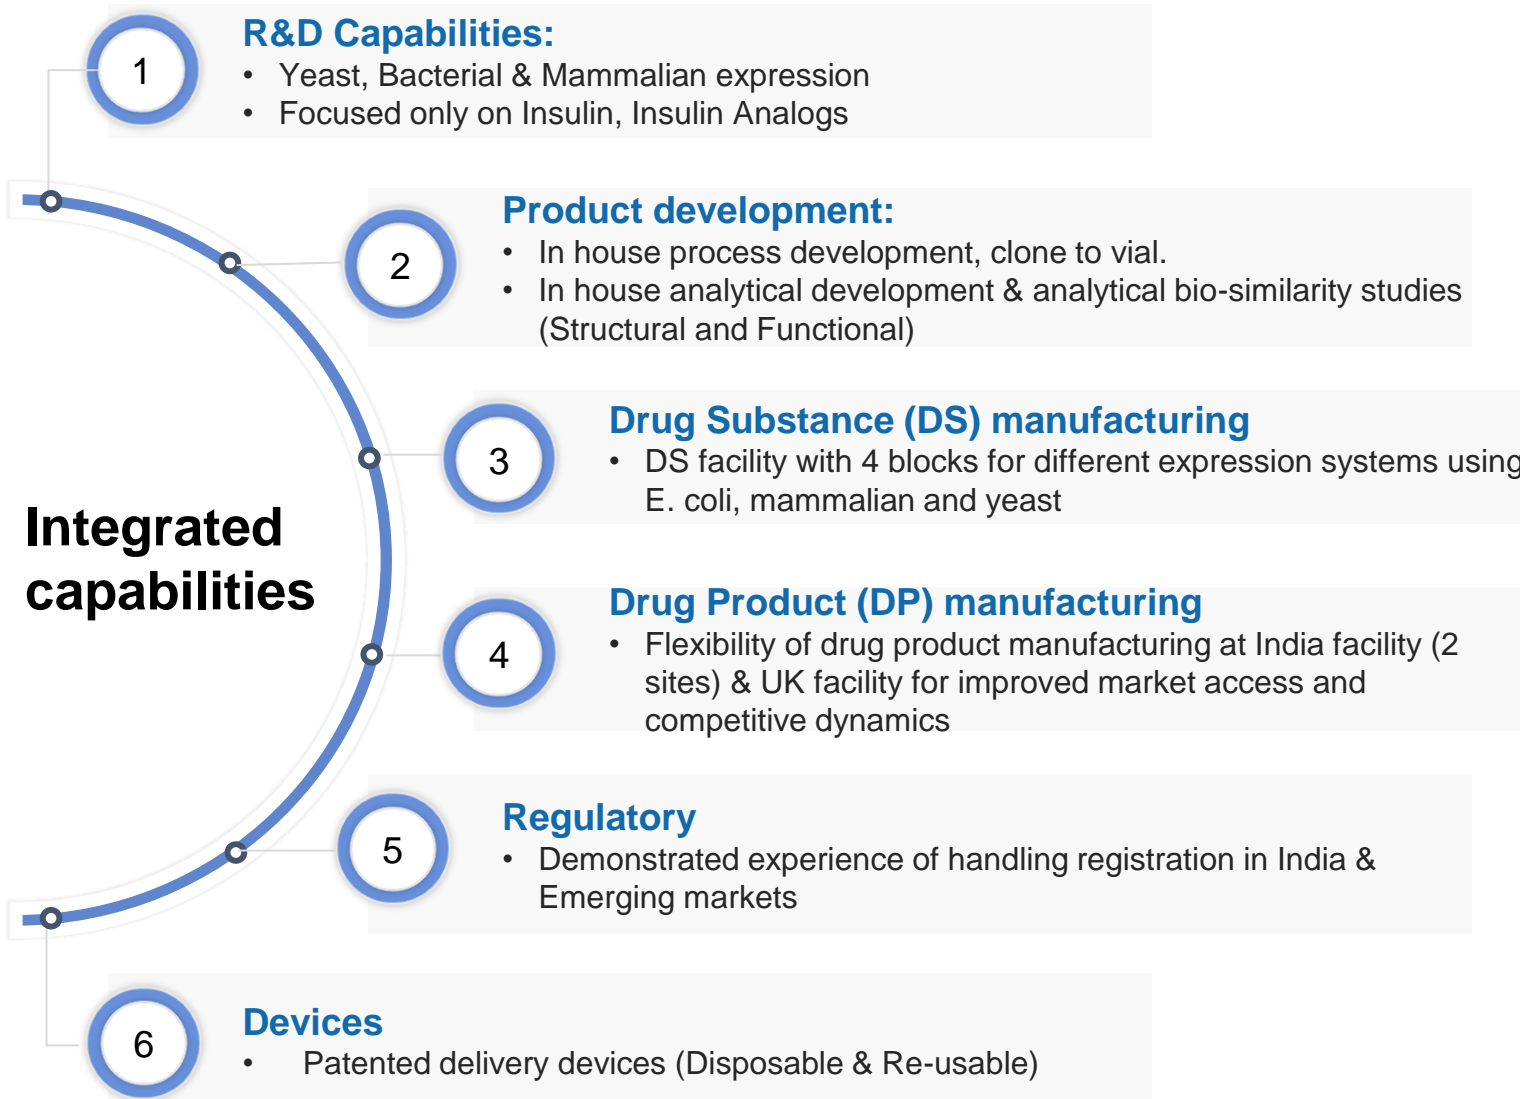 1
R&D Capabilities:
• Yeast, Bacterial & Mammalian expression
• Focused only on Insulin, Insulin Analogs
2
Product development:
• In house process development, clone to vial.
• In house analytical development & analytical bio-similarity studies
(Structural and Functional)
3
Drug Substance (DS) manufacturing
• DS facility with 4 blocks for different expression systems using
E. coli, mammalian and yeast
Integrated
capabilities
4
Drug Product (DP) manufacturing
• Flexibility of drug product manufacturing at India facility (2
sites) & UK facility for improved market access and
competitive dynamics
5
Regulatory
• Demonstrated experience of handling registration in India &
Emerging markets
6
Devices
• Patented delivery devices (Disposable & Re-usable)